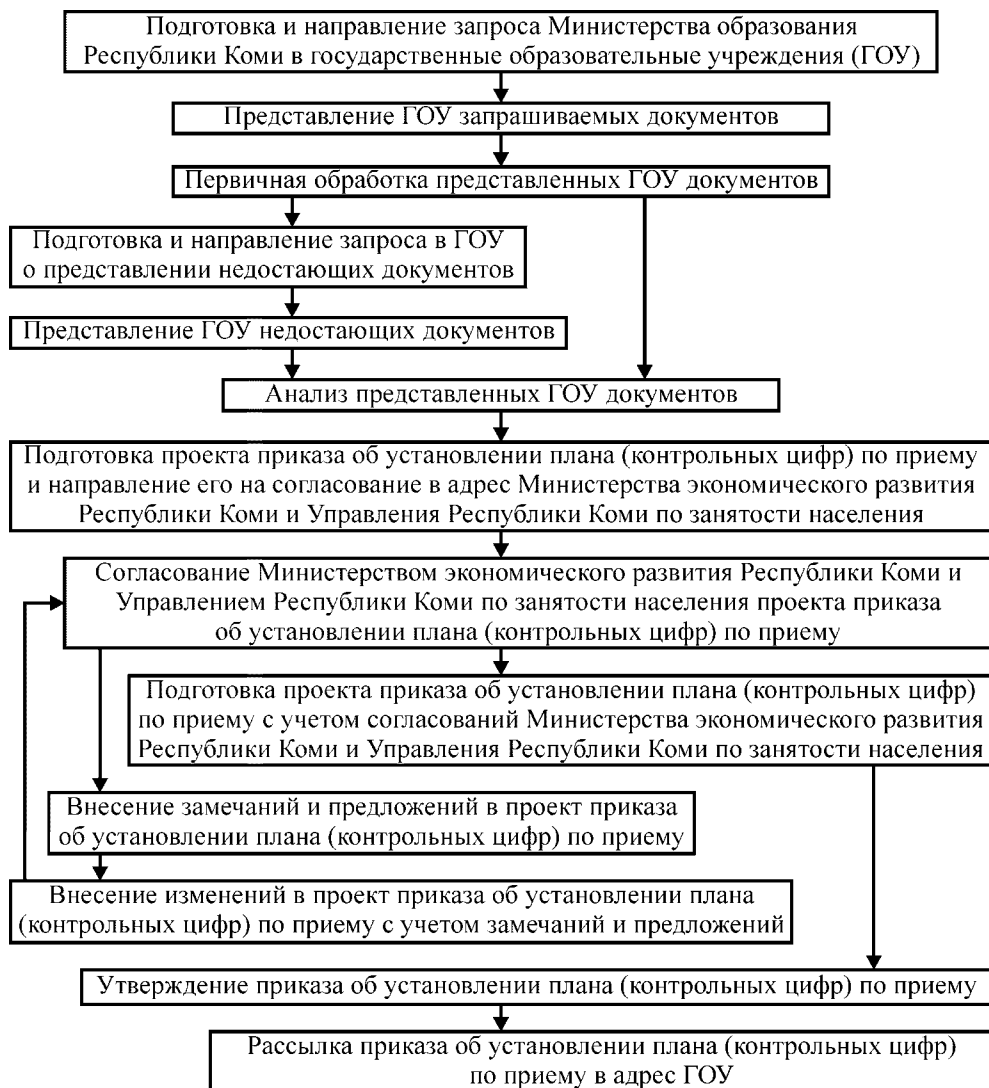 Подготовка и направление запроса Министерства образования
Республики Коми в государственные образовательные учреждения (ГОУ)
Представление ГОУ запрашиваемых документов
Первичная обработка представленных ГОУ документов
Подготовка и направление запроса в ГОУ
о представлении недостающих документов
Представление ГОУ недостающих документов
Анализ представленных ГОУ документов
Подготовка проекта приказа об установлении плана (контрольных цифр) по приему
и направление его на согласование в адрес Министерства экономического развития
Республики Коми и Управления Республики Коми по занятости населения
Согласование Министерством экономического развития Республики Коми и
Управлением Республики Коми по занятости населения проекта приказа
об установлении плана (контрольных цифр) по приему
Подготовка проекта приказа об установлении плана (контрольных цифр)
по приему с учетом согласований Министерства экономического развития
Республики Коми и Управления Республики Коми по занятости населения
Внесение замечаний и предложений в проект приказа
об установлении плана (контрольных цифр) по приему
Внесение изменений в проект приказа об установлении плана
(контрольных цифр) по приему с учетом замечаний и предложений
Утверждение приказа об установлении плана (контрольных цифр) по приему
Рассылка приказа об установлении плана (контрольных цифр)
по приему в адрес ГОУ